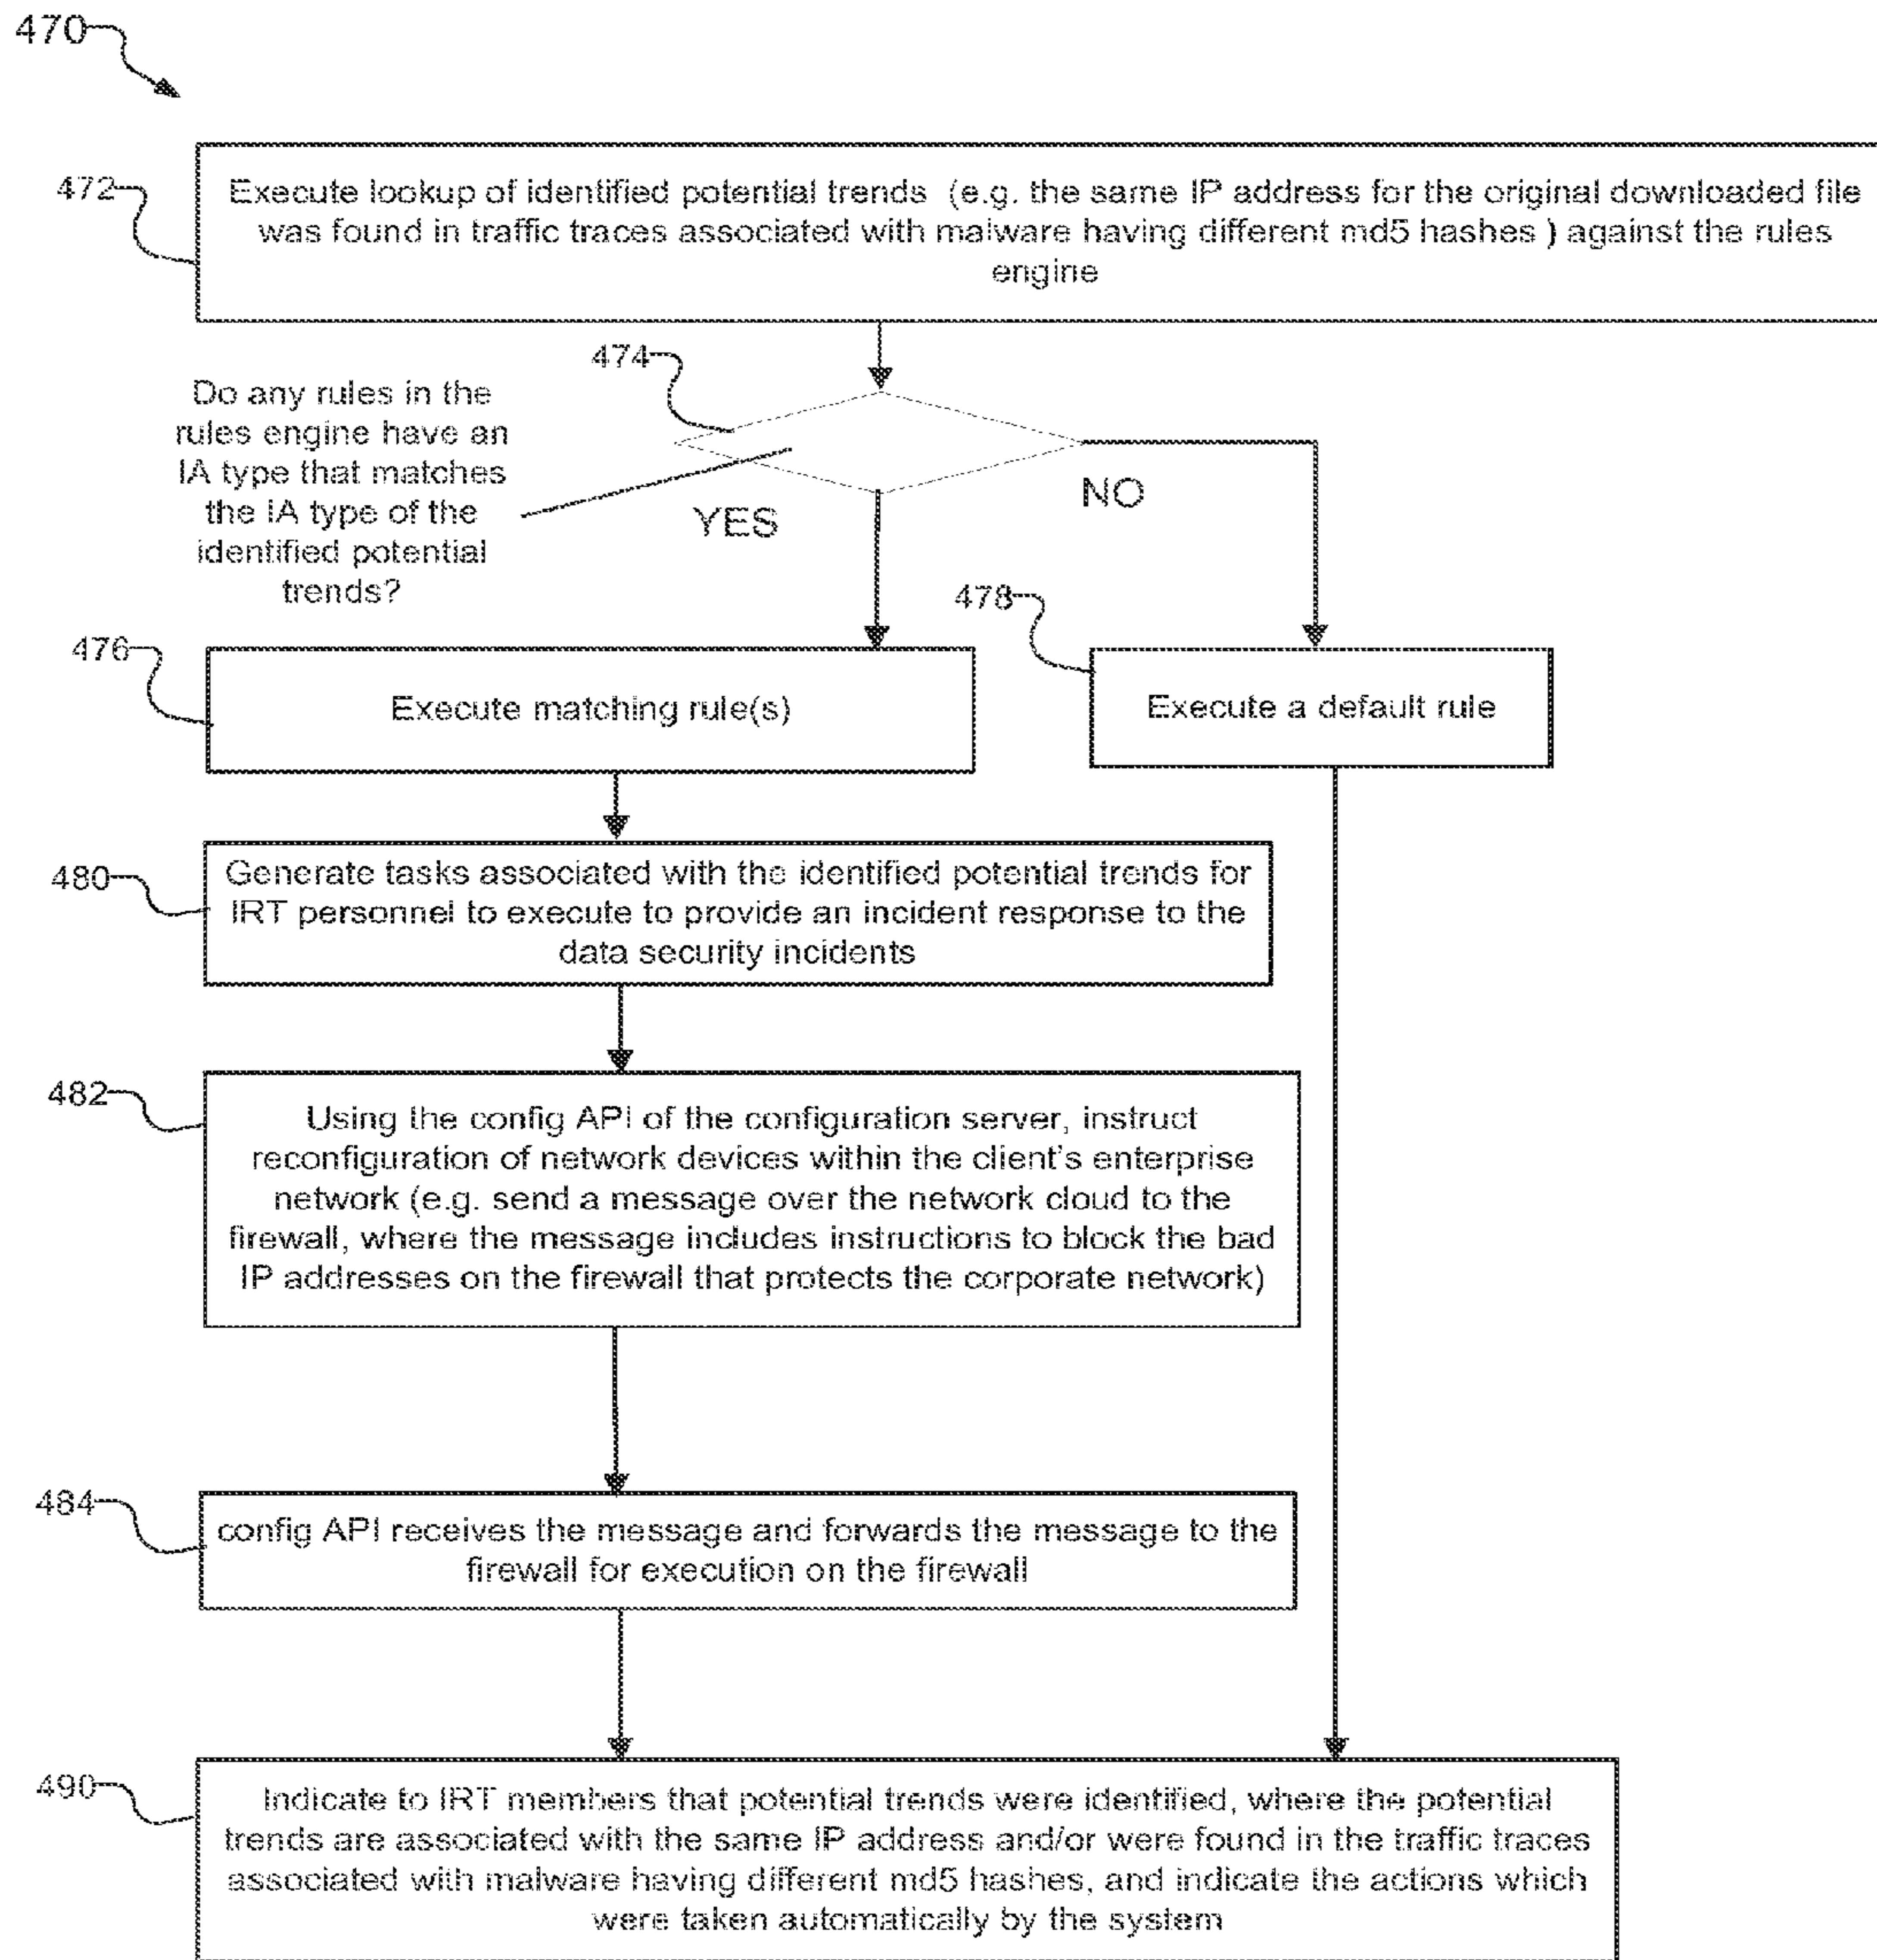 470
472
Execute lookup of identified potential trends (e.g. the same IP address for the original downloaded file
was found in traffic traces associated with malware having different md5 hashes ) against the rules
engine
474
Do any rules in the
rules engine have an
IA type that matches
the IA type of the
identified potential
trends?
YES
NO
476
Execute matching rule(s)
478
Execute a default rule
480
Generate tasks associated with the identified potential trends for
IRT personnel to execute to provide an incident response to the
data security incidents
482
Using the config API of the configuration server, instruct
reconfiguration of network devices within the client's enterprise
network (e.g. send a message over the network cloud to the
firewall, where the message includes instructions to block the bad
IP addresses on the firewall that protects the corporate network)
484
config API receives the message and forwards the message to the
firewall for execution on the firewall
490
Indicate to IRT members that potential trends were identified, where the potential
trends are associated with the same IP address and/or were found in the traffic traces
associated with malware having different md5 hashes, and indicate the actions which
were taken automatically by the system